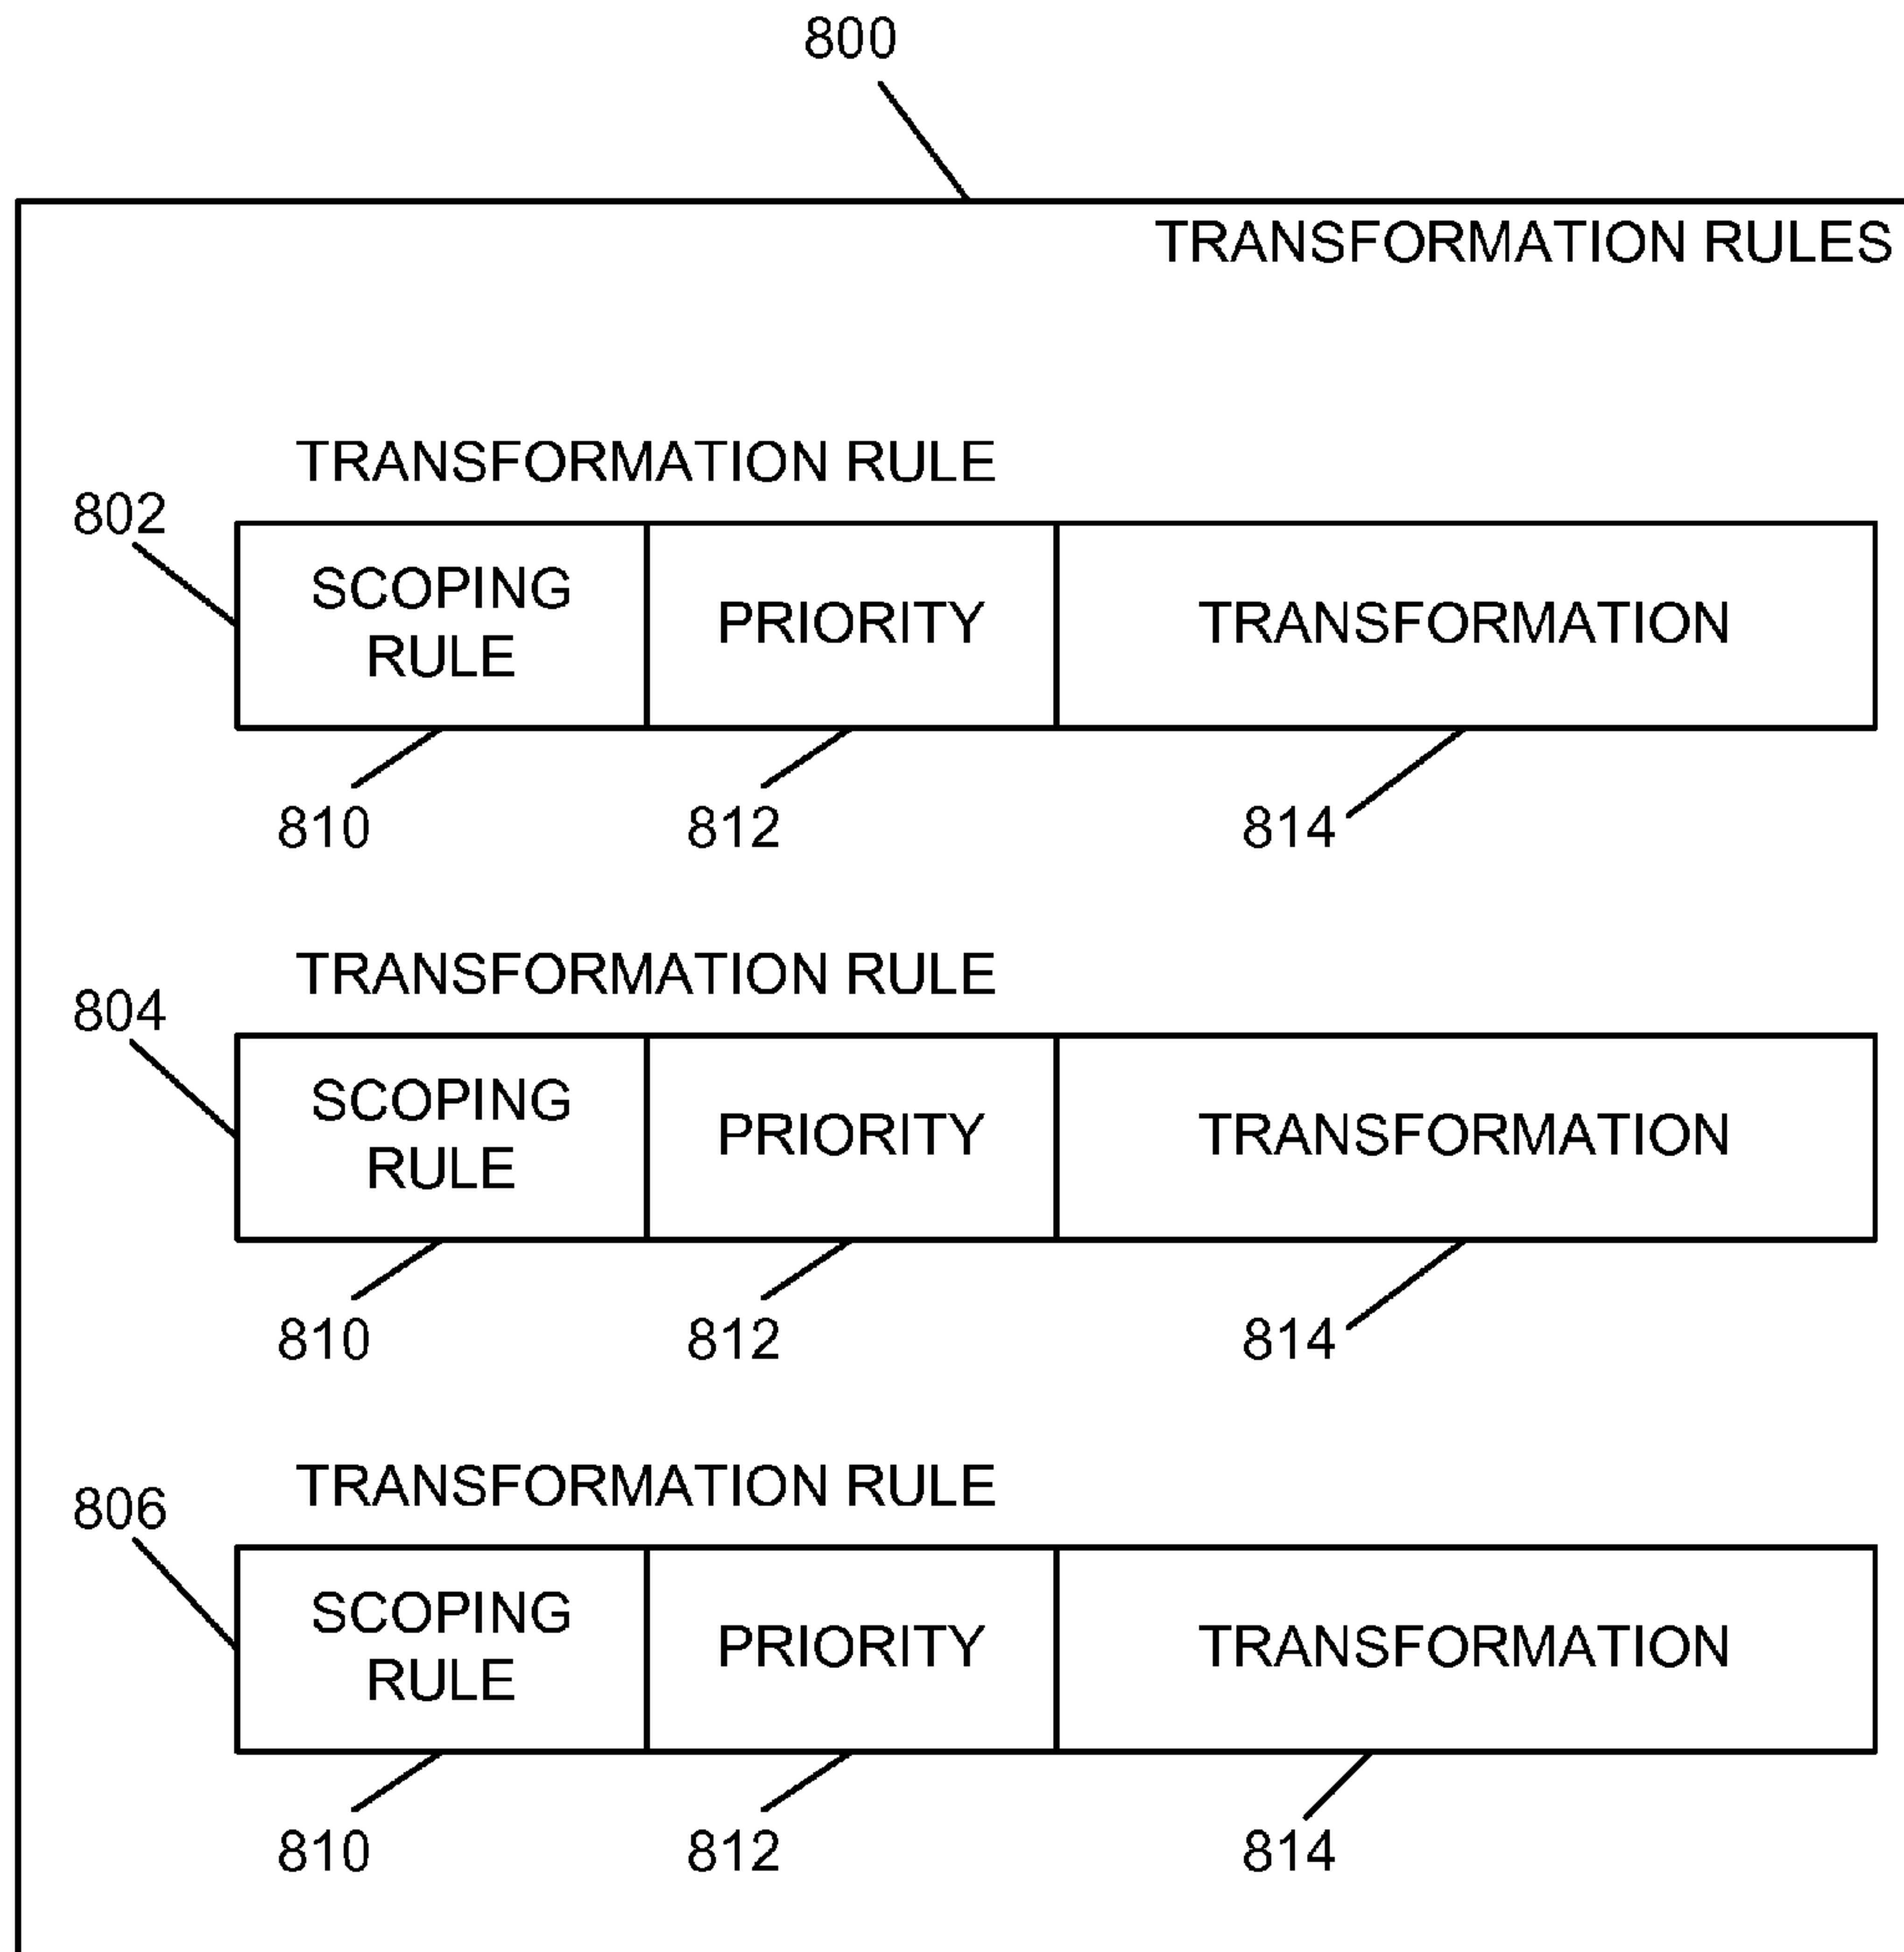 800
TRANSFORMATION RULES
TRANSFORMATION RULE
802
SCOPING
RULE
PRIORITY
TRANSFORMATION
810
812
814
TRANSFORMATION RULE
804
SCOPING
RULE
PRIORITY
TRANSFORMATION
810
812
814
TRANSFORMATION RULE
806
SCOPING
RULE
PRIORITY
TRANSFORMATION
810
812
814